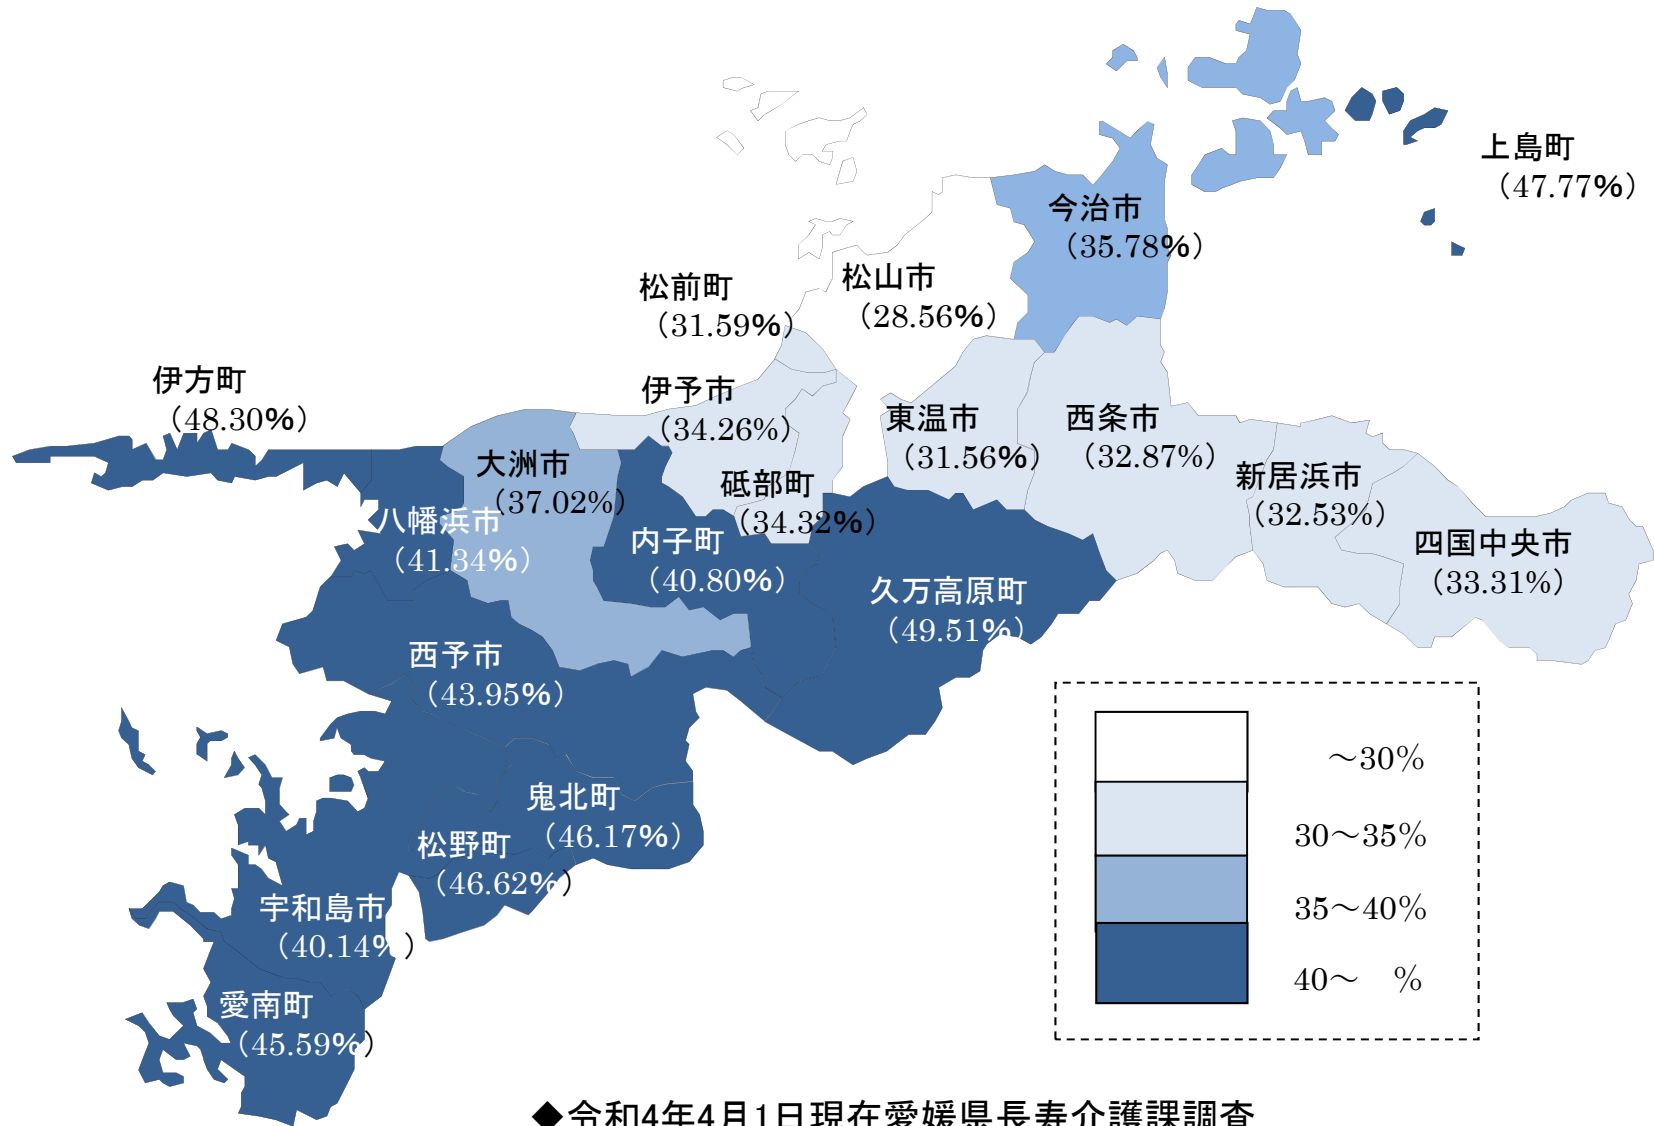 上島町
（47.77%）
今治市
（35.78%）
松山市
（28.56%）
松前町
（31.59%）
伊方町
（48.30%）
伊予市
（34.26%）
東温市
（31.56%）
西条市
（32.87%）
大洲市
（37.02%）
砥部町
（34.32%）
新居浜市
（32.53%）
八幡浜市
（41.34%）
内子町
（40.80%）
四国中央市
（33.31%）
久万高原町
（49.51%）
西予市
（43.95%）
鬼北町
（46.17%）
松野町
（46.62%）
宇和島市
（40.14%）
愛南町
（45.59%）
～30%
30～35%
35～40%
40～　%
◆令和4年4月1日現在愛媛県長寿介護課調査